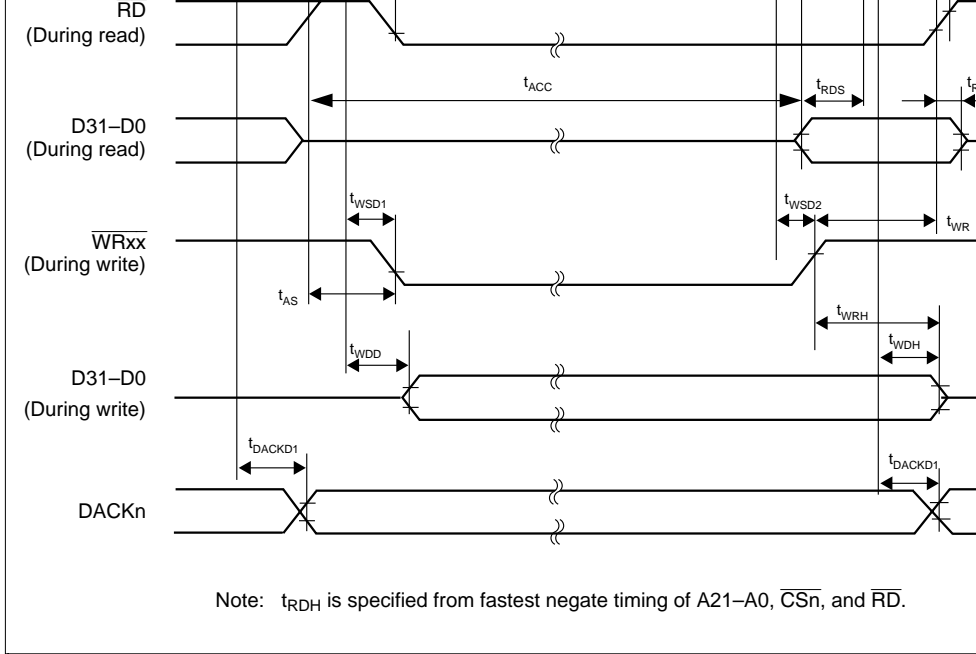 RD
(During read)
tACC
tRDS
D31–D0
(During read)
tWSD1
tWSD2
WRxx
tWR
(During write)
tAS
tWRH
tWDD
tWDH
D31–D0
(During write)
tDACKD1
tDACKD1
DACKn
Note: tRDH is specified from fastest negate timing of A21–A0, CSn, and RD.